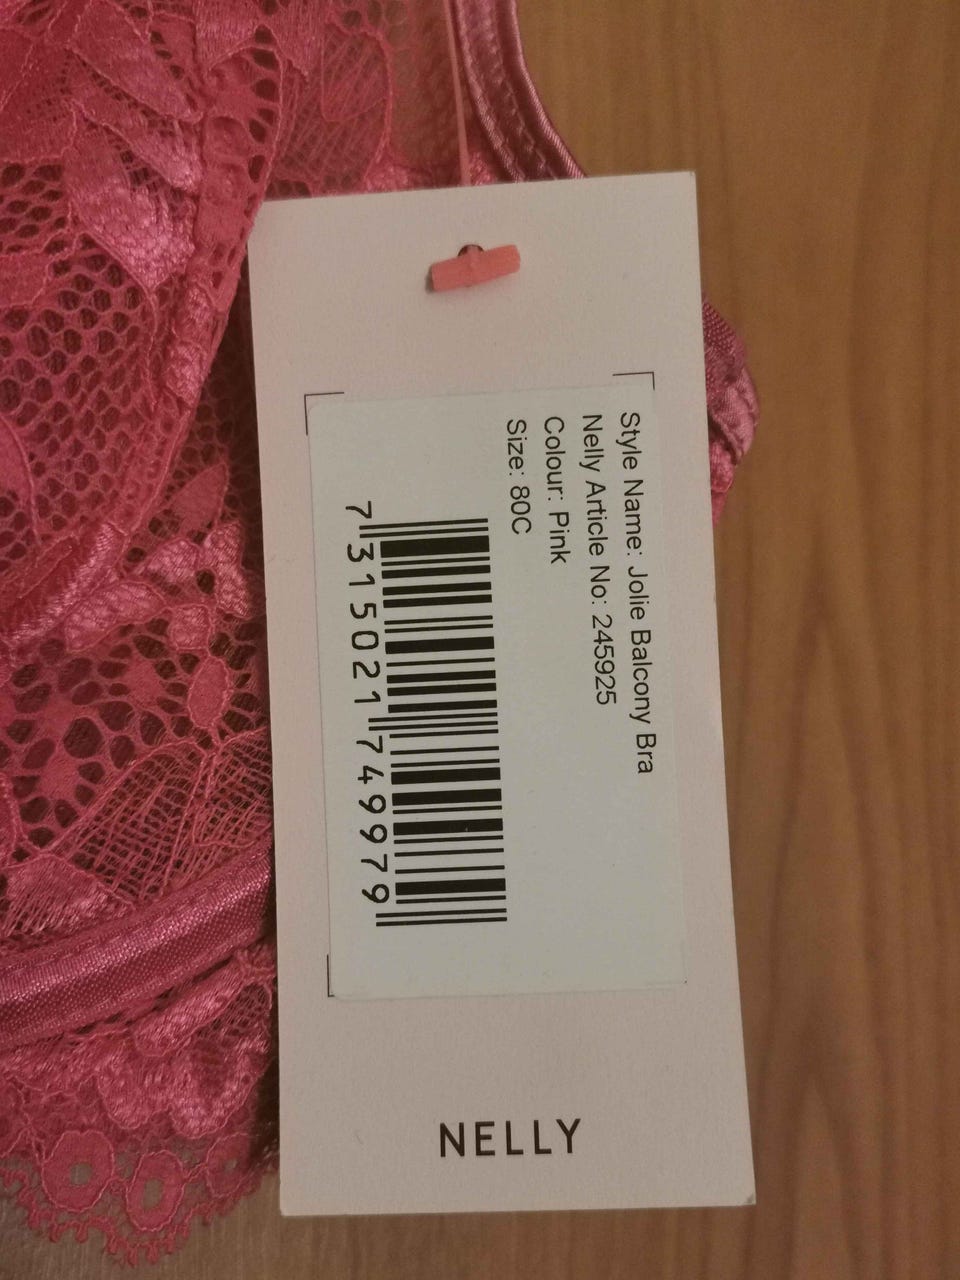 Style Name: Jolie Balcony Bra
Nelly Article No: 245925
Colour: Pink
Size: 80C
7 315021 749979
NELLY